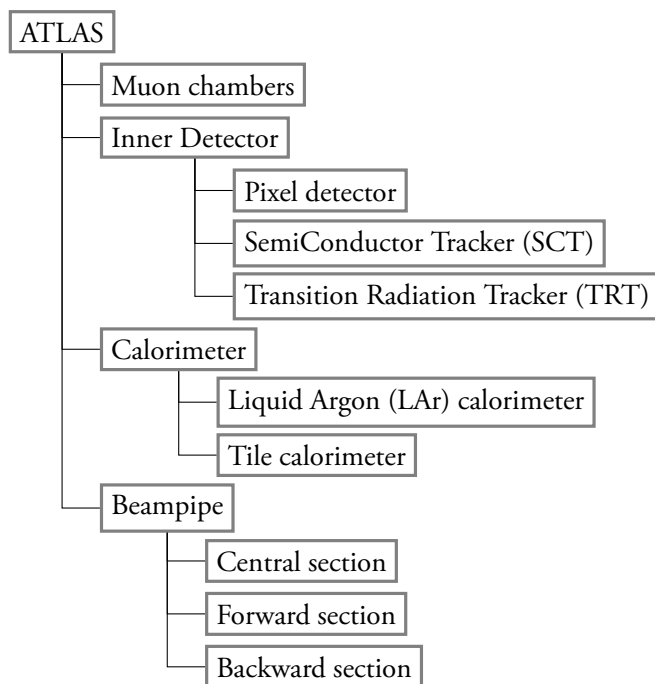 ATLAS
Muon chambers
Inner Detector
Pixel detector
SemiConductor Tracker (SCT)
Transition Radiation Tracker (TRT)
Calorimeter
Liquid Argon (LAr) calorimeter
Tile calorimeter
Beampipe
Central section
Forward section
Backward section